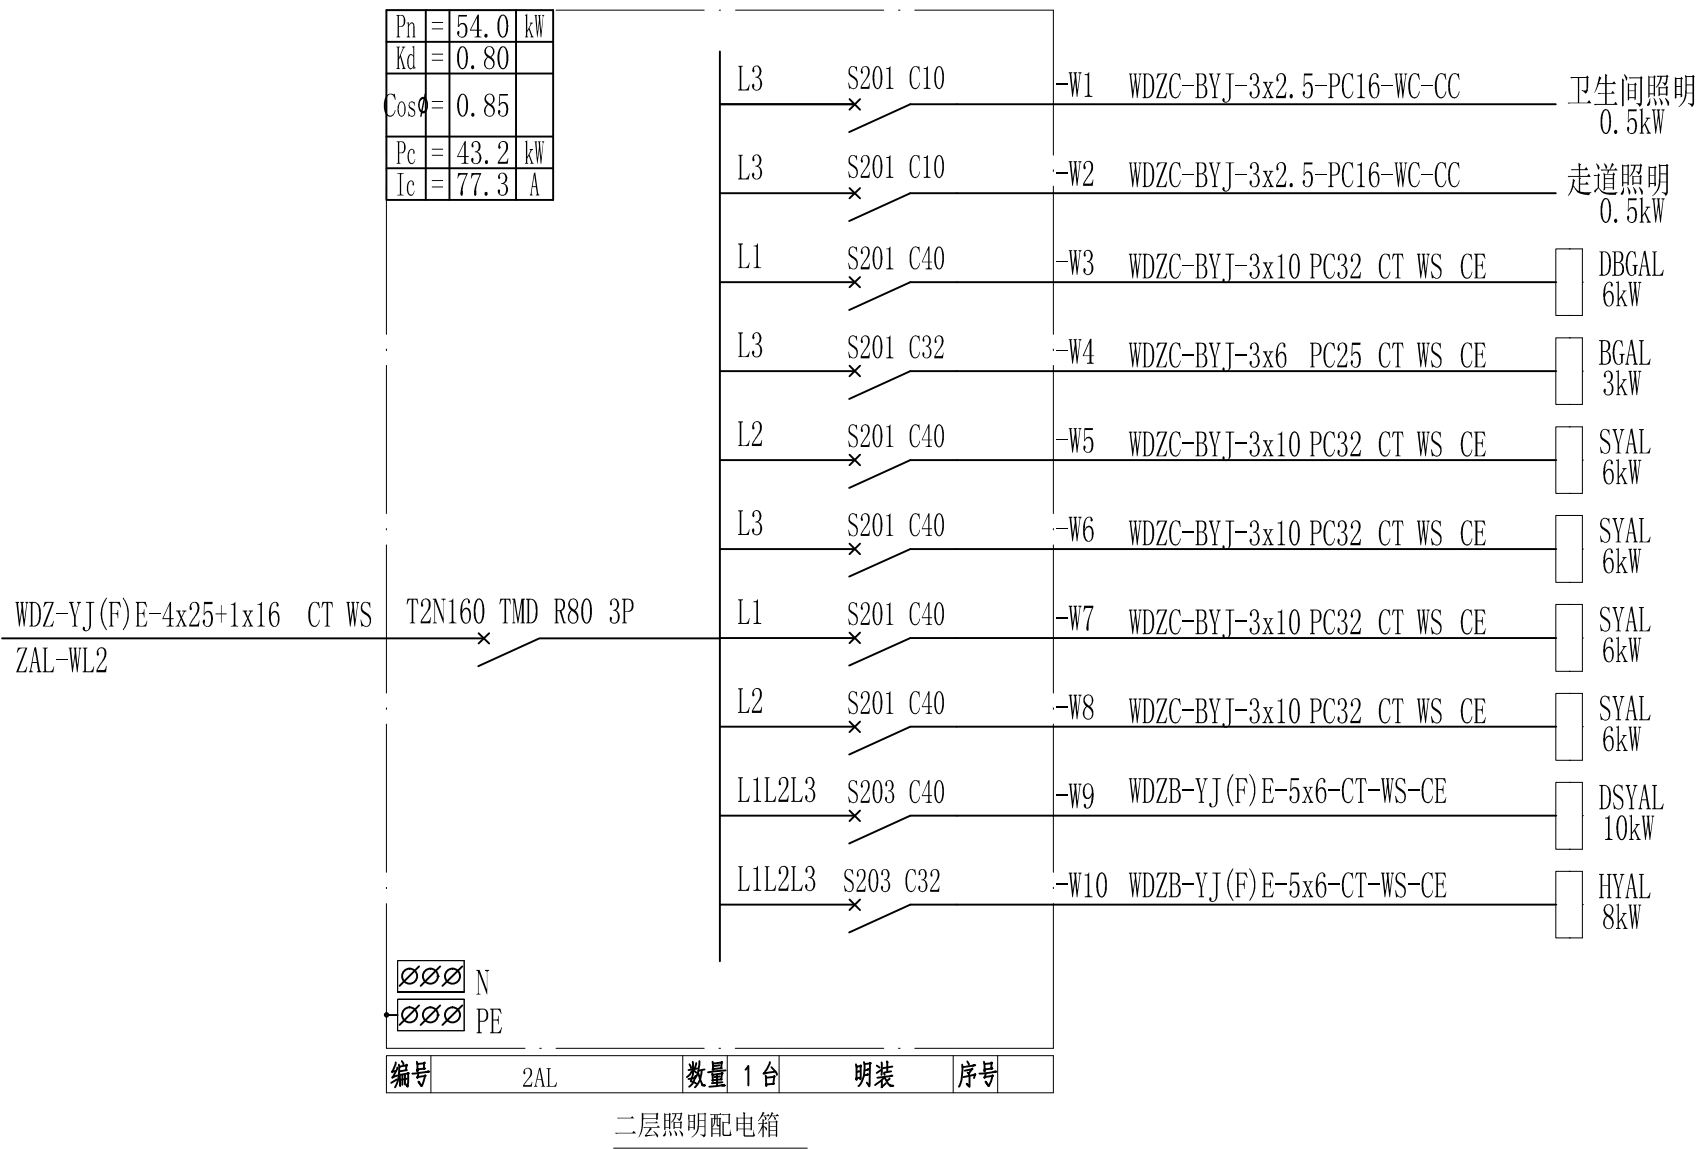 Pn = 54.0 kW
Kd = 0.80
Cosø = 0.85
Pc = 43.2 kW
Ic = 77.3 A
L3 S201 C10 -W1 WDZC-BYJ-3x2.5-PC16-WC-CC 卫生间照明
0.5kW
L3 S201 C10 -W2 WDZC-BYJ-3x2.5-PC16-WC-CC 走道照明
0.5kW
L1 S201 C40 -W3 WDZC-BYJ-3x10 PC32 CT WS CE DBGAL
6kW
L3 S201 C32 -W4 WDZC-BYJ-3x6 PC25 CT WS CE BGAL
3kW
L2 S201 C40 -W5 WDZC-BYJ-3x10 PC32 CT WS CE SYAL
6kW
L3 S201 C40 -W6 WDZC-BYJ-3x10 PC32 CT WS CE SYAL
6kW
WDZ-YJ(F)E-4x25+1x16 CT WS T2N160 TMD R80 3P
ZAL-WL2
L1 S201 C40 -W7 WDZC-BYJ-3x10 PC32 CT WS CE SYAL
6kW
L2 S201 C40 -W8 WDZC-BYJ-3x10 PC32 CT WS CE SYAL
6kW
L1L2L3 S203 C40 -W9 WDZB-YJ(F)E-5x6-CT-WS-CE DSYAL
10kW
L1L2L3 S203 C32 -W10 WDZB-YJ(F)E-5x6-CT-WS-CE HYAL
8kW
N
PE
编号 2AL 数量 1台 明装 序号
二层照明配电箱